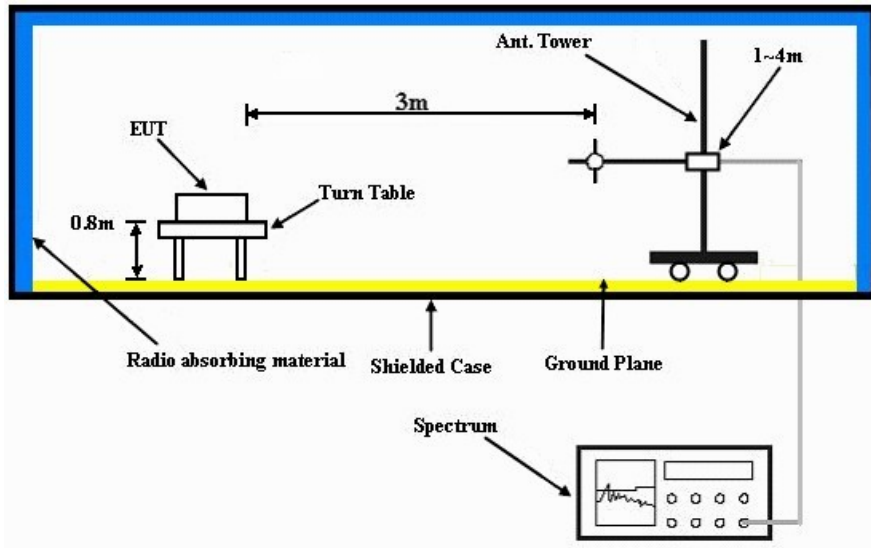 Ant. Tower
1~4m
3m
EUT
Turn Table
0.8m
Radio absorbing material
Shielded Case
Ground Plane
Spectrum